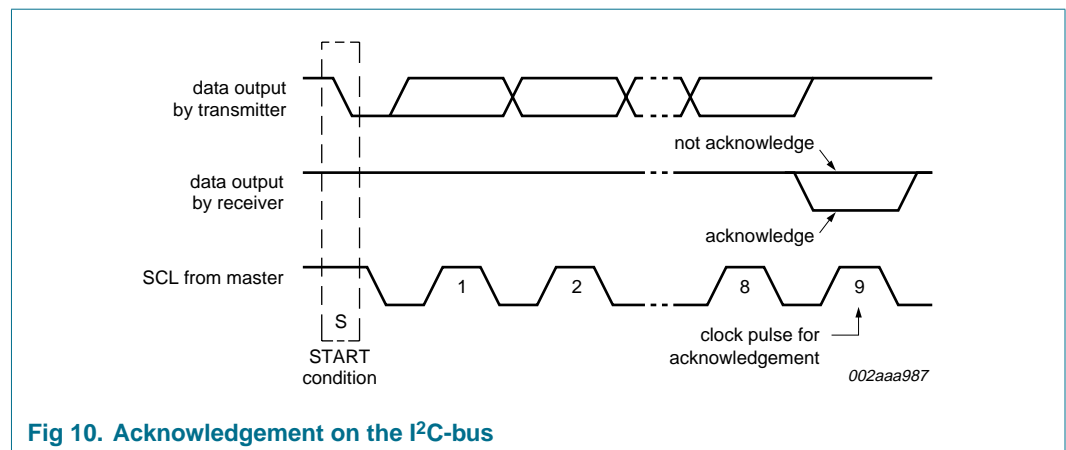 data output
by transmitter
not acknowledge
data output
by receiver
acknowledge
SCL from master
1
2
8
9
S
START
condition
clock pulse for
acknowledgement
002aaa987
Fig 10. Acknowledgement on the I²C-bus